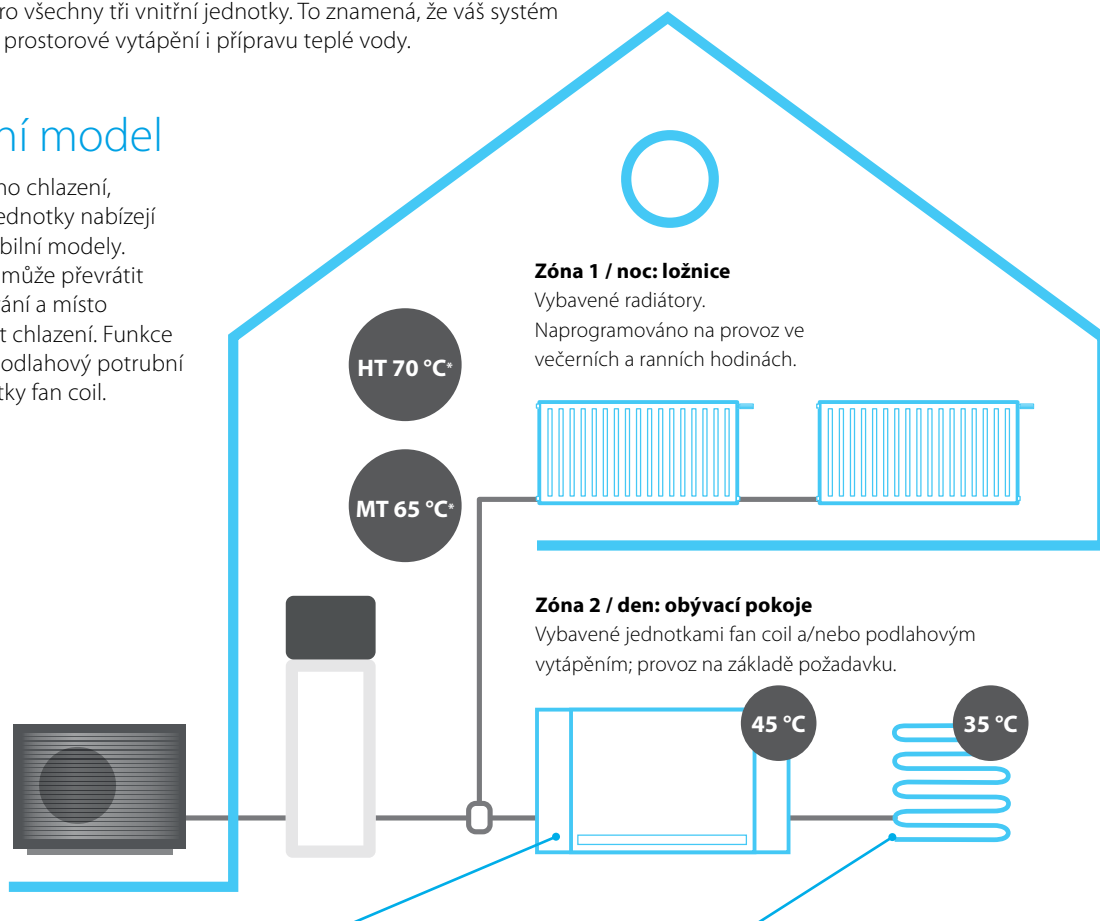 ro všechny tři vnitřní jednotky. To znamená, že váš systém
prostorové vytápění i přípravu teplé vody.
ní model
no chlazení,
ednotky nabízejí
bilní modely.
může převrátit
ání a místo
t chlazení. Funkce
odlahový potrubní
tky fan coil.
HT 70 °C*
MT 65 °C*
Zóna 1 / noc: ložnice
Vybavené radiátory.
Naprogramováno na provoz ve
večerních a ranních hodinách.
Zóna 2 / den: obývací pokoje
Vybavené jednotkami fan coil a/nebo podlahovým
vytápěním; provoz na základě požadavku.
45 °C
35 °C